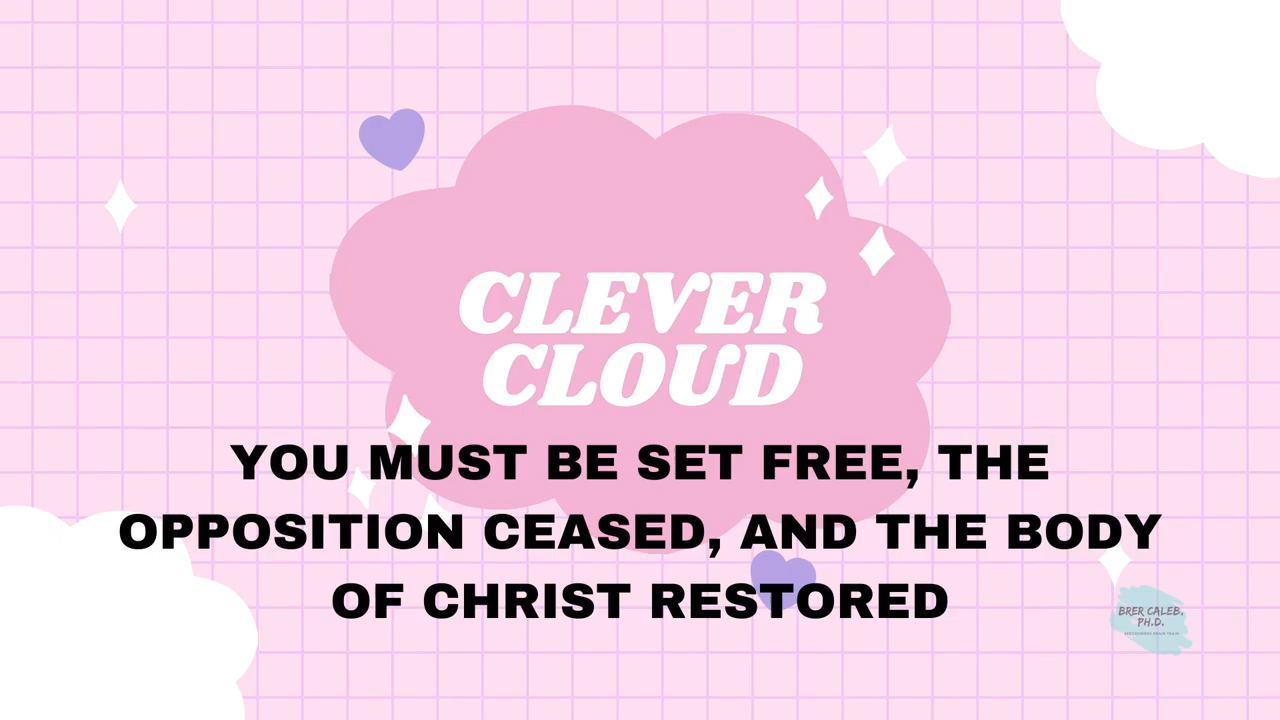 CLEVER
CLOUD
YOU MUST BE SET FREE, THE
OPPOSITION CEASED, AND THE BODY
OF CHRIST RESTORED
BRER CALEB,
PH.D.